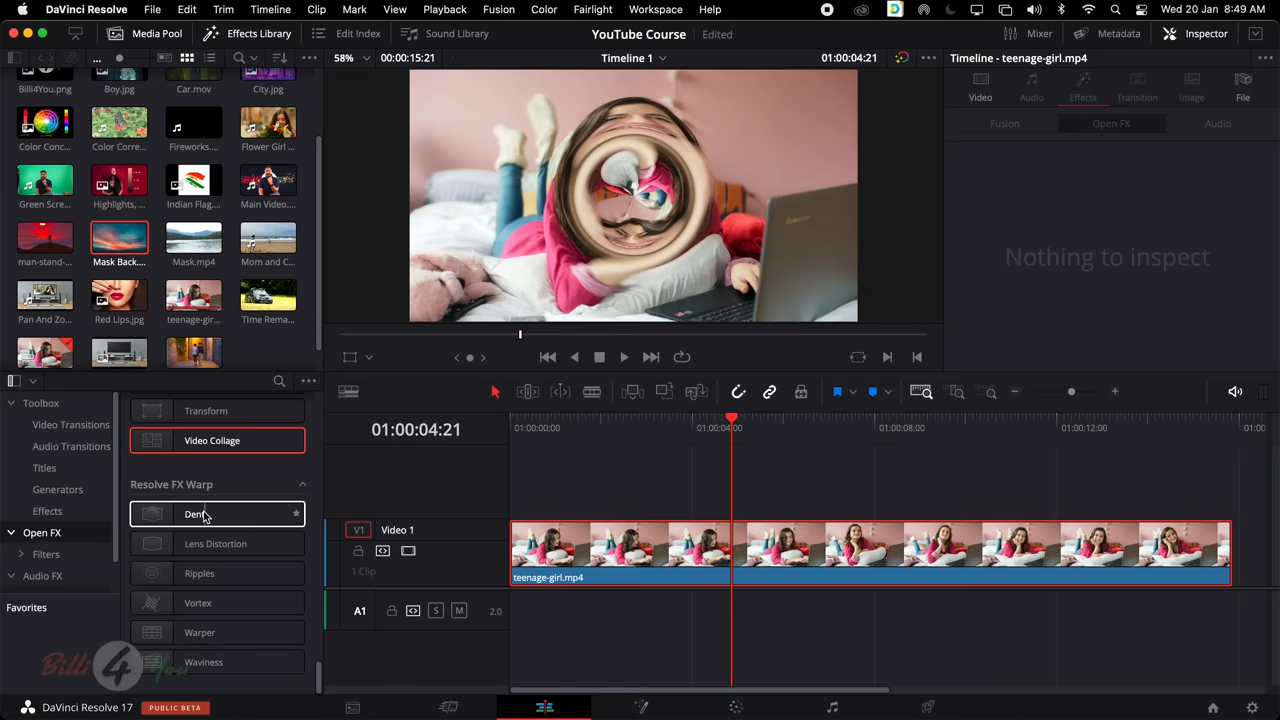 DaVinci Resolve File Edit Trim Timeline Clip Mark View Playback Fusion Color Fairlight Workspace Help Wed 20 Jan 8:49 AM
Media Pool Effects Library Edit Index Sound Library YouTube Course Edited Mixer Metadata Inspector
58% 00:00:15:21 Timeline 1 01:00:04:21 Timeline - teenage-girl.mp4
Video Audio Effects Transition Image File
Fusion Open FX Audio
Nothing to inspect
Billi4You.png Boy.jpg Car.mov City.jpg
Color Conc... Color Corre... Fireworks.... Flower Girl ...
Green Scre... Highlights, ... Indian Flag.... Main Video....
man-stand-... Mask Back.... Mask.mp4 Mom and C...
Pan And Zo... Red Lips.jpg teenage-gir... TIme Rema...
Toolbox
Video Transitions
Audio Transitions
Titles
Generators
Effects
Open FX
Filters
Audio FX
Favorites
Transform
Video Collage
Resolve FX Warp
Dent
Lens Distortion
Ripples
Vortex
Warper
Waviness
01:00:04:21
01:00:00:00 01:00:04:00 01:00:08:00 01:00:12:00 01:00
V1 Video 1
1 Clip
teenage-girl.mp4
A1 S M 2.0
Billi 4 You
DaVinci Resolve 17 PUBLIC BETA